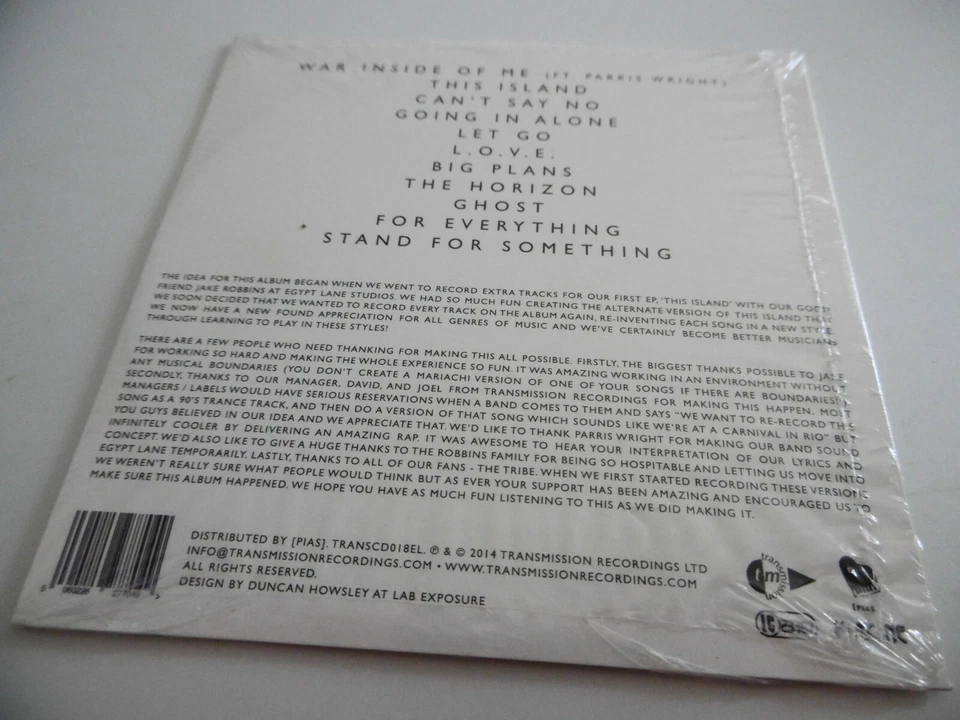 WAR INSIDE OF ME (FT. PARRIS WRIGHT)
THIS ISLAND
CAN'T SAY NO
GOING IN ALONE
LET GO
L.O.V.E.
BIG PLANS
THE HORIZON
GHOST
FOR EVERYTHING
STAND FOR SOMETHING
THE IDEA FOR THIS ALBUM BEGAN WHEN WE WENT TO RECORD EXTRA TRACKS FOR OUR FIRST EP, 'THIS ISLAND' WITH OUR GOOD
FRIEND JAKE ROBBINS AT EGYPT LANE STUDIOS. WE HAD SO MUCH FUN CREATING THE ALTERNATE VERSION OF THIS ISLAND THAT
WE SOON DECIDED THAT WE WANTED TO RECORD EVERY TRACK ON THE ALBUM AGAIN, RE-INVENTING EACH SONG IN A NEW STYLE.
WE NOW HAVE A NEW FOUND APPRECIATION FOR ALL GENRES OF MUSIC AND WE'VE CERTAINLY BECOME BETTER MUSICIANS
THROUGH LEARNING TO PLAY IN THESE STYLES!
THERE ARE A FEW PEOPLE WHO NEED THANKING FOR MAKING THIS ALL POSSIBLE. FIRSTLY, THE BIGGEST THANKS POSSIBLE TO JAKE
FOR WORKING SO HARD AND MAKING THE WHOLE EXPERIENCE SO FUN. IT WAS AMAZING WORKING IN AN ENVIRONMENT WITHOUT
ANY MUSICAL BOUNDARIES (YOU DON'T CREATE A MARIACHI VERSION OF ONE OF YOUR SONGS IF THERE ARE BOUNDARIES!)
SECONDLY, THANKS TO OUR MANAGER, DAVID, AND JOEL FROM TRANSMISSION RECORDINGS FOR MAKING THIS HAPPEN. MOST
MANAGERS / LABELS WOULD HAVE SERIOUS RESERVATIONS WHEN A BAND COMES TO THEM AND SAYS "WE WANT TO RE-RECORD THIS
SONG AS A 90'S TRANCE TRACK, AND THEN DO A VERSION OF THAT SONG WHICH SOUNDS LIKE WE'RE AT A CARNIVAL IN RIO" BUT
YOU GUYS BELIEVED IN OUR IDEA AND WE APPRECIATE THAT. WE'D LIKE TO THANK PARRIS WRIGHT FOR MAKING OUR BAND SOUND
INFINITELY COOLER BY DELIVERING AN AMAZING RAP. IT WAS AWESOME TO HEAR YOUR INTERPRETATION OF OUR LYRICS AND
CONCEPT. WE'D ALSO LIKE TO GIVE A HUGE THANKS TO THE ROBBINS FAMILY FOR BEING SO HOSPITABLE AND LETTING US MOVE INTO
EGYPT LANE TEMPORARILY. LASTLY, THANKS TO ALL OF OUR FANS - THE TRIBE. WHEN WE FIRST STARTED RECORDING THESE VERSIONS
WE WEREN'T REALLY SURE WHAT PEOPLE WOULD THINK BUT AS EVER YOUR SUPPORT HAS BEEN AMAZING AND ENCOURAGED US TO
MAKE SURE THIS ALBUM HAPPENED. WE HOPE YOU HAVE AS MUCH FUN LISTENING TO THIS AS WE DID MAKING IT.
DISTRIBUTED BY [PIAS]. TRANSCD018EL. ℗ & © 2014 TRANSMISSION RECORDINGS LTD
INFO@TRANSMISSIONRECORDINGS.COM • WWW.TRANSMISSIONRECORDINGS.COM
ALL RIGHTS RESERVED.
DESIGN BY DUNCAN HOWSLEY AT LAB EXPOSURE
[PIAS]